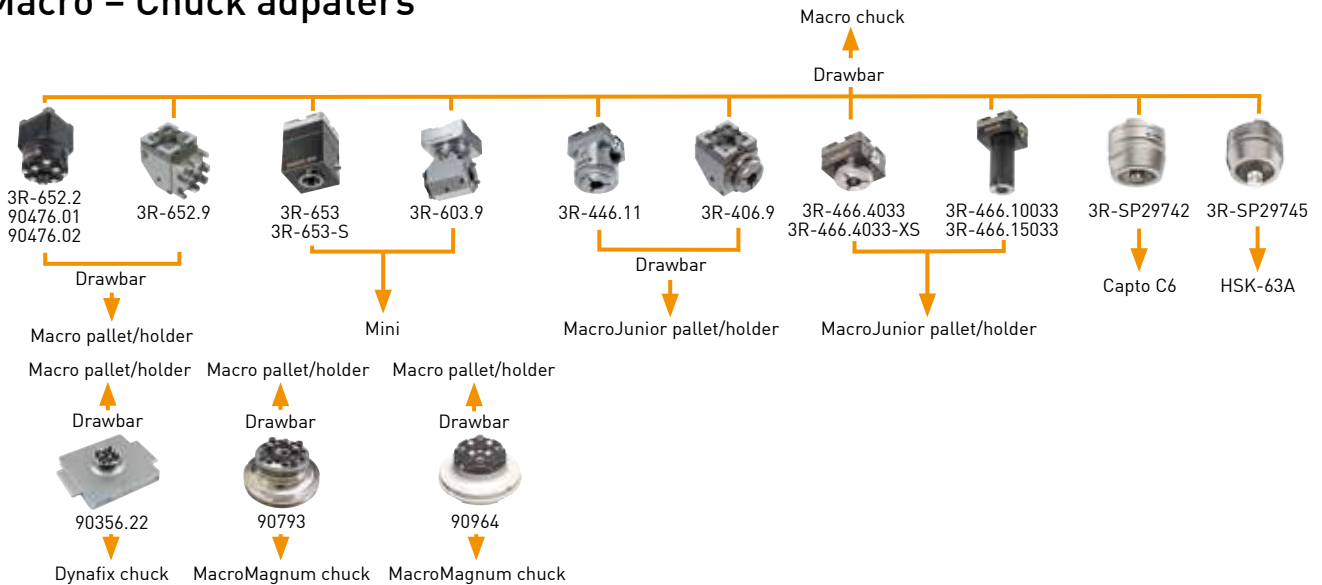 Macro – Chuck adpaters
Macro chuck
Drawbar
3R-652.2
90476.01
90476.02
3R-652.9
3R-653
3R-653-S
3R-603.9
3R-446.11
3R-406.9
3R-466.4033
3R-466.4033-XS
3R-466.10033
3R-466.15033
3R-SP29742
3R-SP29745
Drawbar
Drawbar
Capto C6
HSK-63A
Macro pallet/holder
Mini
MacroJunior pallet/holder
MacroJunior pallet/holder
Macro pallet/holder
Macro pallet/holder
Macro pallet/holder
Drawbar
Drawbar
Drawbar
90356.22
90793
90964
Dynafix chuck
MacroMagnum chuck
MacroMagnum chuck